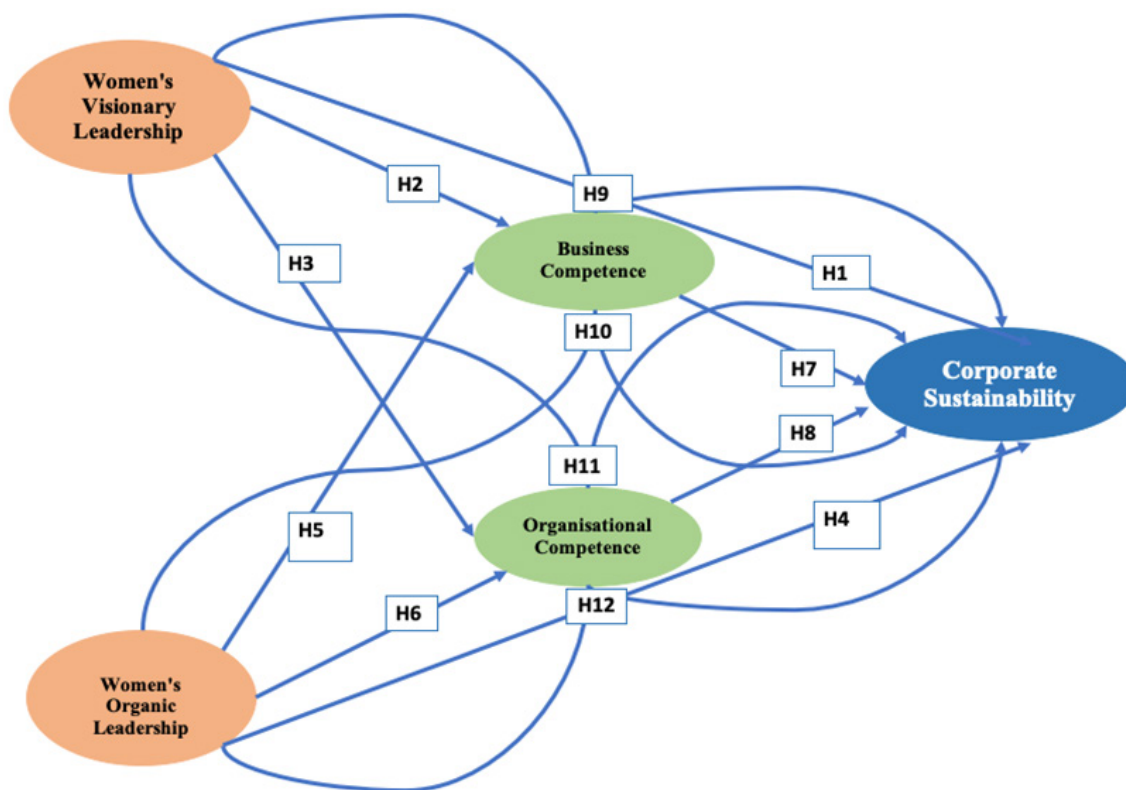 Women's
Visionary
Leadership
H2
H9
H3
Business
Competence
H1
H10
H7
Corporate
Sustainability
H8
H11
H5
Organisational
Competence
H4
H6
H12
Women's
Organic
Leadership